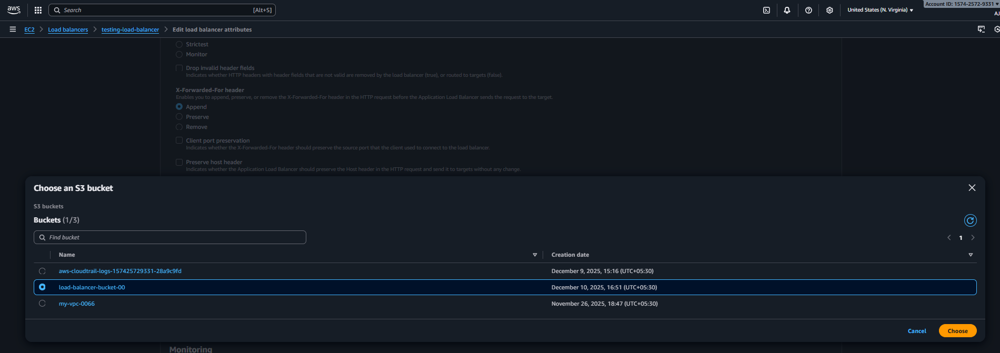 aws
Search [Alt+S]
United States (N. Virginia)
Account ID: 1574-2572-9331
EC2 > Load balancers > testing-load-balancer > Edit load balancer attributes
Strictest
Monitor
Drop invalid header fields
Indicates whether HTTP headers with header fields that are not valid are removed by the load balancer (true), or routed to targets (false).
X-Forwarded-For header
Enables you to append, preserve, or remove the X-Forwarded-For header in the HTTP request before the Application Load Balancer sends the request to the target.
Append
Preserve
Remove
Client port preservation
Indicates whether the X-Forwarded-For header should preserve the source port that the client used to connect to the load balancer.
Preserve host header
Indicates whether the Application Load Balancer should preserve the Host header in the HTTP request and send it to targets without any change.
Choose an S3 bucket
S3 buckets
Buckets (1/3)
Find bucket
1
Name Creation date
aws-cloudtrail-logs-157425729331-28a9c9fd December 9, 2025, 15:16 (UTC+05:30)
load-balancer-bucket-00 December 10, 2025, 16:51 (UTC+05:30)
my-vpc-0066 November 26, 2025, 18:47 (UTC+05:30)
Cancel Choose
Monitoring